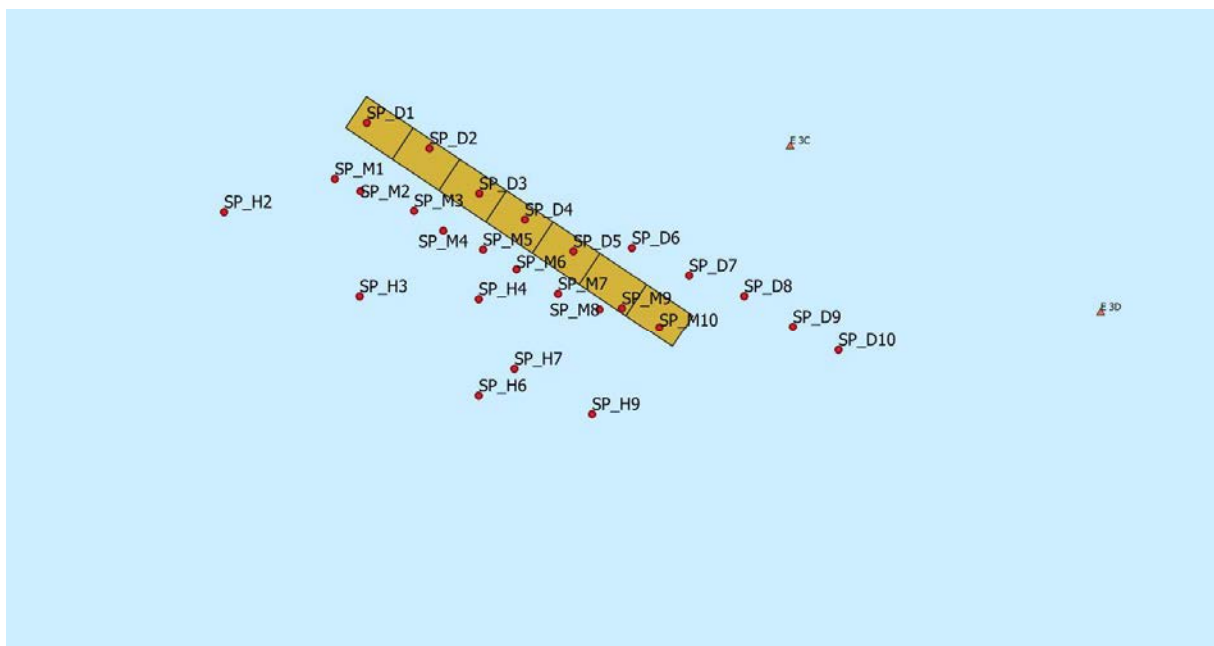 SP_D1
SP_D2
E 3C
SP_M1
SP_M2
SP_D3
SP_H2
SP_M3
SP_D4
SP_M4
SP_M5
SP_D5
SP_D6
SP_M6
SP_D7
SP_H3
SP_H4
SP_M7
SP_D8
SP_M8
SP_M9
E 3D
SP_M10
SP_D9
SP_D10
SP_H7
SP_H6
SP_H9